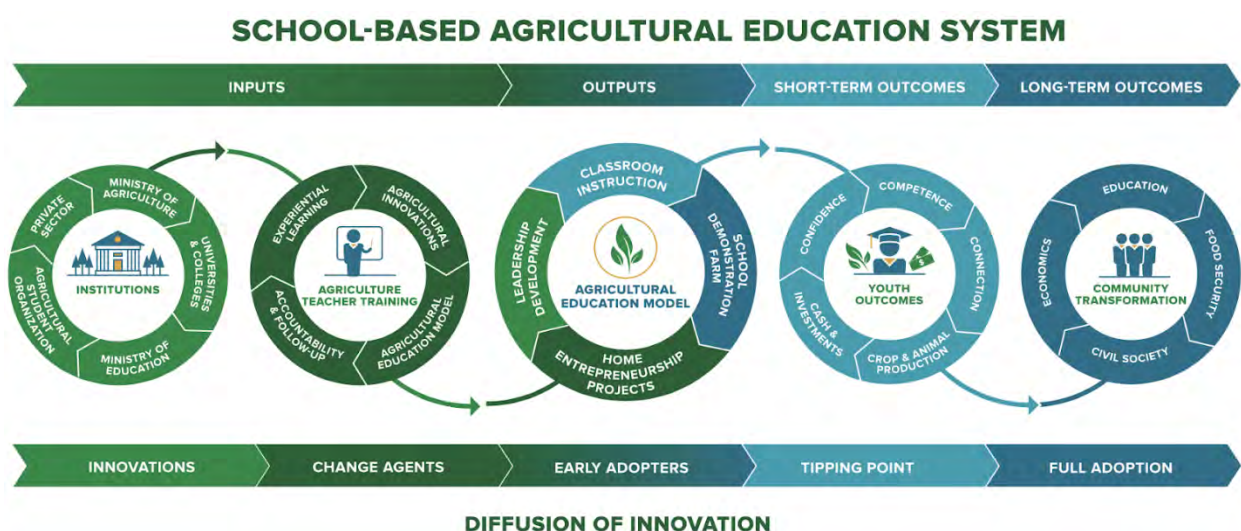 SCHOOL-BASED AGRICULTURAL EDUCATION SYSTEM
INPUTS
OUTPUTS
SHORT-TERM OUTCOMES
LONG-TERM OUTCOMES
PRIVATE SECTOR
MINISTRY OF
AGRICULTURE
UNIVERSITIES
& COLLEGES
MINISTRY OF
EDUCATION
AGRICULTURAL
STUDENT
ORGANIZATION
INSTITUTIONS
EXPERIENTIAL
LEARNING
AGRICULTURAL
INNOVATIONS
AGRICULTURAL
EDUCATION MODEL
ACCOUNTABILITY
& FOLLOW-UP
AGRICULTURE
TEACHER TRAINING
CLASSROOM
INSTRUCTION
SCHOOL
DEMONSTRATION
FARM
HOME
ENTREPRENEURSHIP
PROJECTS
LEADERSHIP
DEVELOPMENT
AGRICULTURAL
EDUCATION MODEL
CONFIDENCE
COMPETENCE
CONNECTION
CROP & ANIMAL
PRODUCTION
CASH &
INVESTMENTS
YOUTH
OUTCOMES
EDUCATION
FOOD SECURITY
CIVIL SOCIETY
ECONOMICS
COMMUNITY
TRANSFORMATION
INNOVATIONS
CHANGE AGENTS
EARLY ADOPTERS
TIPPING POINT
FULL ADOPTION
DIFFUSION OF INNOVATION